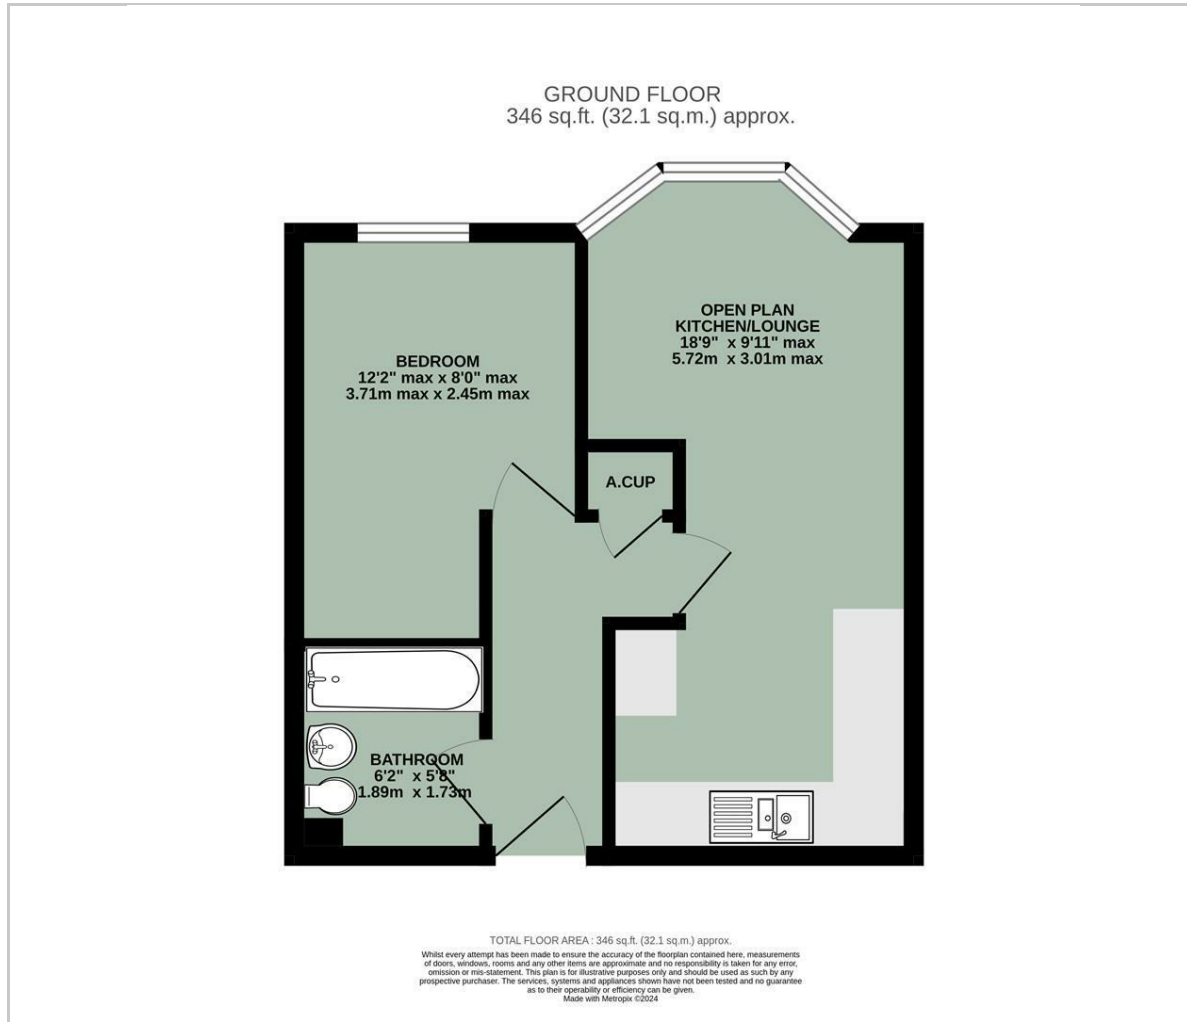 GROUND FLOOR
346 sq.ft. (32.1 sq.m.) approx.
OPEN PLAN
KITCHEN/LOUNGE
18'9" x 9'11" max
5.72m x 3.01m max
BEDROOM
12'2" max x 8'0" max
3.71m max x 2.45m max
A.CUP
BATHROOM
6'2" x 5'8"
1.89m x 1.73m
TOTAL FLOOR AREA : 346 sq.ft. (32.1 sq.m.) approx.
Whilst every attempt has been made to ensure the accuracy of the floorplan contained here, measurements
of doors, windows, rooms and any other items are approximate and no responsibility is taken for any error,
omission or mis-statement. This plan is for illustrative purposes only and should be used as such by any
prospective purchaser. The services, systems and appliances shown have not been tested and no guarantee
as to their operability or efficiency can be given.
Made with Metropix ©2024